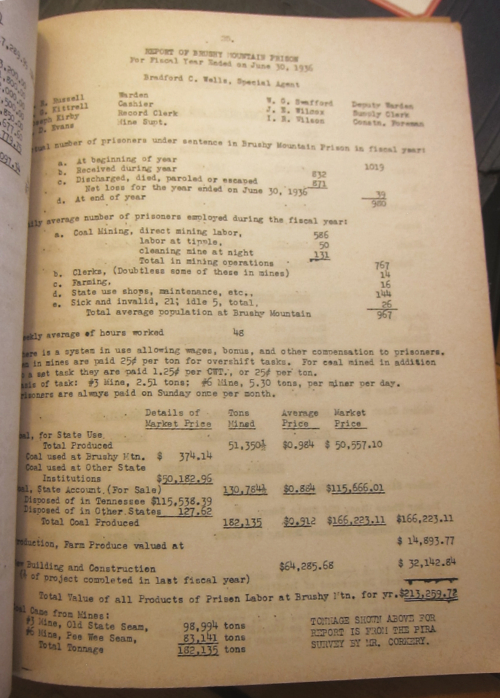 20.
REPORT OF BRUSHY MOUNTAIN PRISON
For Fiscal Year Ended on June 30, 1936
Bradford C. Wells, Special Agent
Russell Warden W. G. Swafford Deputy Warden
Kittrell Cashier J. N. Wilnes Supply Clerk
Kirby Record Clerk I. R. Vilson Constn. Foreman
Evans Mine Supt.
number of prisoners under sentence in Brushy Mountain Prison in fiscal year:
a. At beginning of year 1019
b. Received during year 832
c. Discharged, died, paroled or escaped 871
Net loss for the year ended on June 30, 1936 39
d. At end of year 980
average number of prisoners employed during the fiscal year:
a. Coal Mining, direct mining labor, 586
labor at tipple, 50
cleaning mine at night 131
Total in mining operations 767
b. Clerks, (Doubtless some of these in mines) 14
c. Farming, 16
d. State use shops, maintenance, etc., 144
e. Sick and invalid, 21; idle 5, total, 26
Total average population at Brushy Mountain 967
average of hours worked 48
is a system in use allowing wages, bonus, and other compensation to prisoners.
in mines are paid 25¢ per ton for overshift tasks. For coal mined in addition
a set task they are paid 1.25¢ per CWT., or 25¢ per ton.
of task: #3 Mine, 2.51 tons; #6 Mine, 5.30 tons, per miner per day.
are always paid on Sunday once per month.
Details of Tons Average Market
Market Price Mined Price Price
for State Use
Total Produced 51,350½ $0.984 $ 50,557.10
Coal used at Brushy Mtn. $ 374.14
Coal used at Other State
Institutions $50,182.96
State Account (For Sale) 130,784½ $0.884 $115,666.01
Disposed of in Tennessee $115,538.39
Disposed of in Other States 127.62
Total Coal Produced 182,135 $0.912 $166,223.11 $166,223.11
Farm Produce valued at $ 14,893.77
Building and Construction $64,285.68 $ 32,142.84
of project completed in last fiscal year)
Total Value of all Products of Prison Labor at Brushy Mtn. for yr. $213,259.72
Came from Mines:
#3 Mine, Old State Seam, 98,994 tons
#6 Mine, Pee Wee Seam, 83,141 tons
Total Tonnage 182,135 tons
TONNAGE SHOWN ABOVE FOR
REPORT IS FROM THE PIRA
SURVEY BY MR. CORKERY.